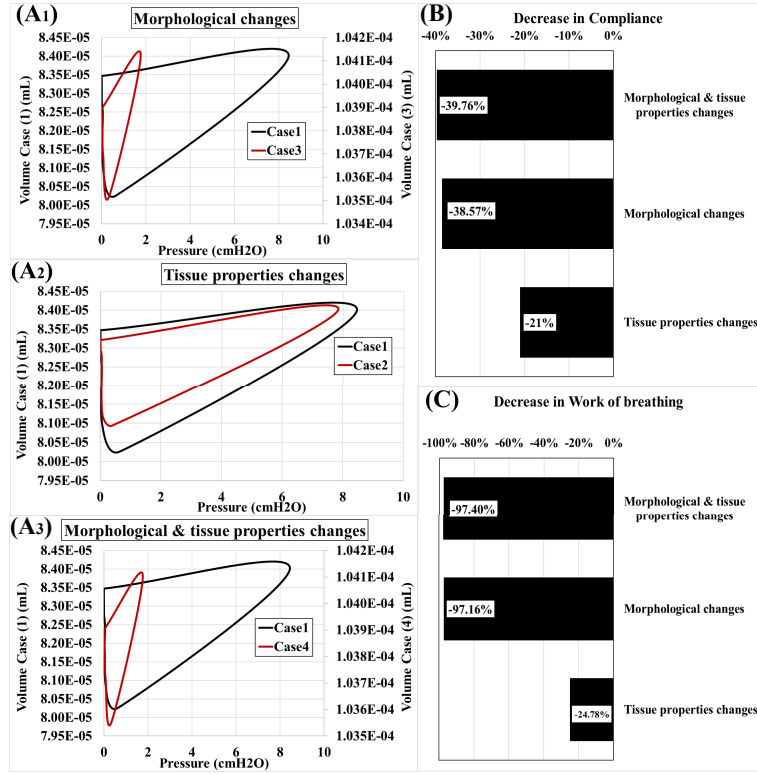 (A1)
Morphological changes
8.45E-05
8.40E-05
8.35E-05
8.30E-05
8.25E-05
8.20E-05
8.15E-05
8.10E-05
8.05E-05
8.00E-05
7.95E-05
Volume Case (1) (mL)
1.042E-04
1.041E-04
1.040E-04
1.039E-04
1.038E-04
1.037E-04
1.036E-04
1.035E-04
1.034E-04
Volume Case (3) (mL)
Case1
Case3
0 2 4 6 8 10
Pressure (cmH2O)
(A2)
Tissue properties changes
8.45E-05
8.40E-05
8.35E-05
8.30E-05
8.25E-05
8.20E-05
8.15E-05
8.10E-05
8.05E-05
8.00E-05
7.95E-05
Volume Case (1) (mL)
Case1
Case2
0 2 4 6 8 10
Pressure (cmH2O)
(A3)
Morphological & tissue properties changes
8.45E-05
8.40E-05
8.35E-05
8.30E-05
8.25E-05
8.20E-05
8.15E-05
8.10E-05
8.05E-05
8.00E-05
7.95E-05
Volume Case (1) (mL)
1.042E-04
1.041E-04
1.040E-04
1.039E-04
1.038E-04
1.037E-04
1.036E-04
1.035E-04
Volume Case (4) (mL)
Case1
Case4
0 2 4 6 8 10
Pressure (cmH2O)
(B)
Decrease in Compliance
-40% -30% -20% -10% 0%
-39.76%
Morphological & tissue
properties changes
-38.57%
Morphological changes
-21%
Tissue properties changes
(C)
Decrease in Work of breathing
-100% -80% -60% -40% -20% 0%
-97.40%
Morphological & tissue
properties changes
-97.16%
Morphological changes
-24.78%
Tissue properties changes